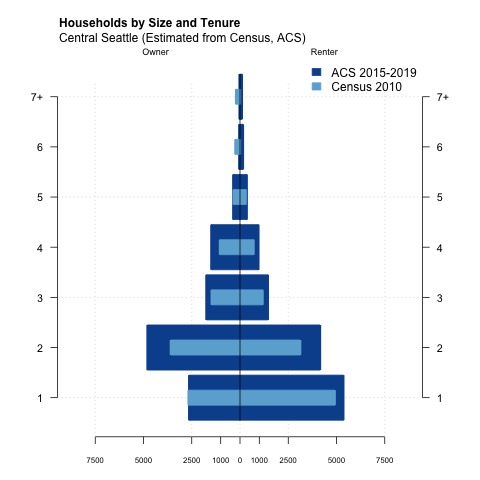 Households by Size and Tenure
Central Seattle (Estimated from Census, ACS)
Owner Renter
ACS 2015-2019
Census 2010
7+ 7+
6 6
5 5
4 4
3 3
2 2
1 1
7500 5000 2500 1000 0 1000 2500 5000 7500